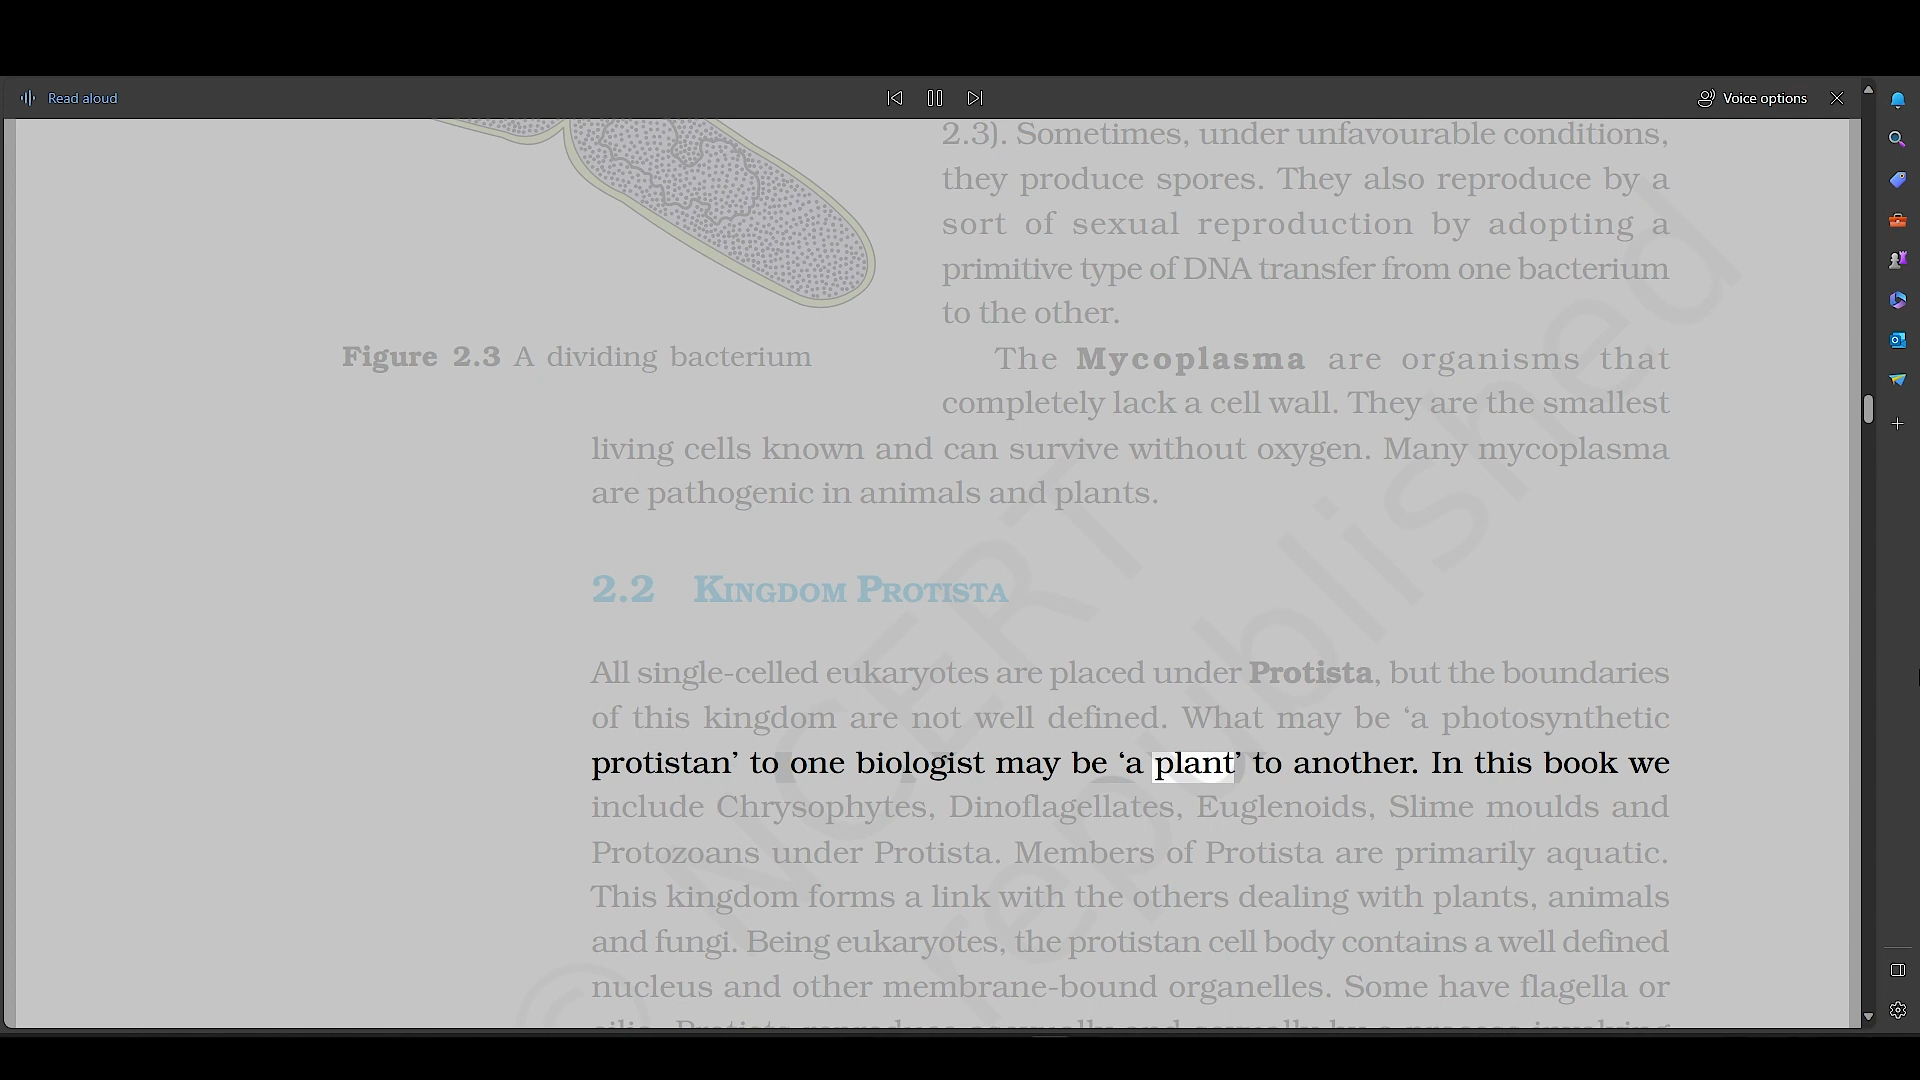 Read aloud
Voice options
2.3). Sometimes, under unfavourable conditions,
they produce spores. They also reproduce by a
sort of sexual reproduction by adopting a
primitive type of DNA transfer from one bacterium
to the other.
Figure 2.3 A dividing bacterium
The Mycoplasma are organisms that
completely lack a cell wall. They are the smallest
living cells known and can survive without oxygen. Many mycoplasma
are pathogenic in animals and plants.
2.2 KINGDOM PROTISTA
All single-celled eukaryotes are placed under Protista, but the boundaries
of this kingdom are not well defined. What may be ‘a photosynthetic
protistan’ to one biologist may be ‘a plant’ to another. In this book we
include Chrysophytes, Dinoflagellates, Euglenoids, Slime moulds and
Protozoans under Protista. Members of Protista are primarily aquatic.
This kingdom forms a link with the others dealing with plants, animals
and fungi. Being eukaryotes, the protistan cell body contains a well defined
nucleus and other membrane-bound organelles. Some have flagella or
© NCERT
republished